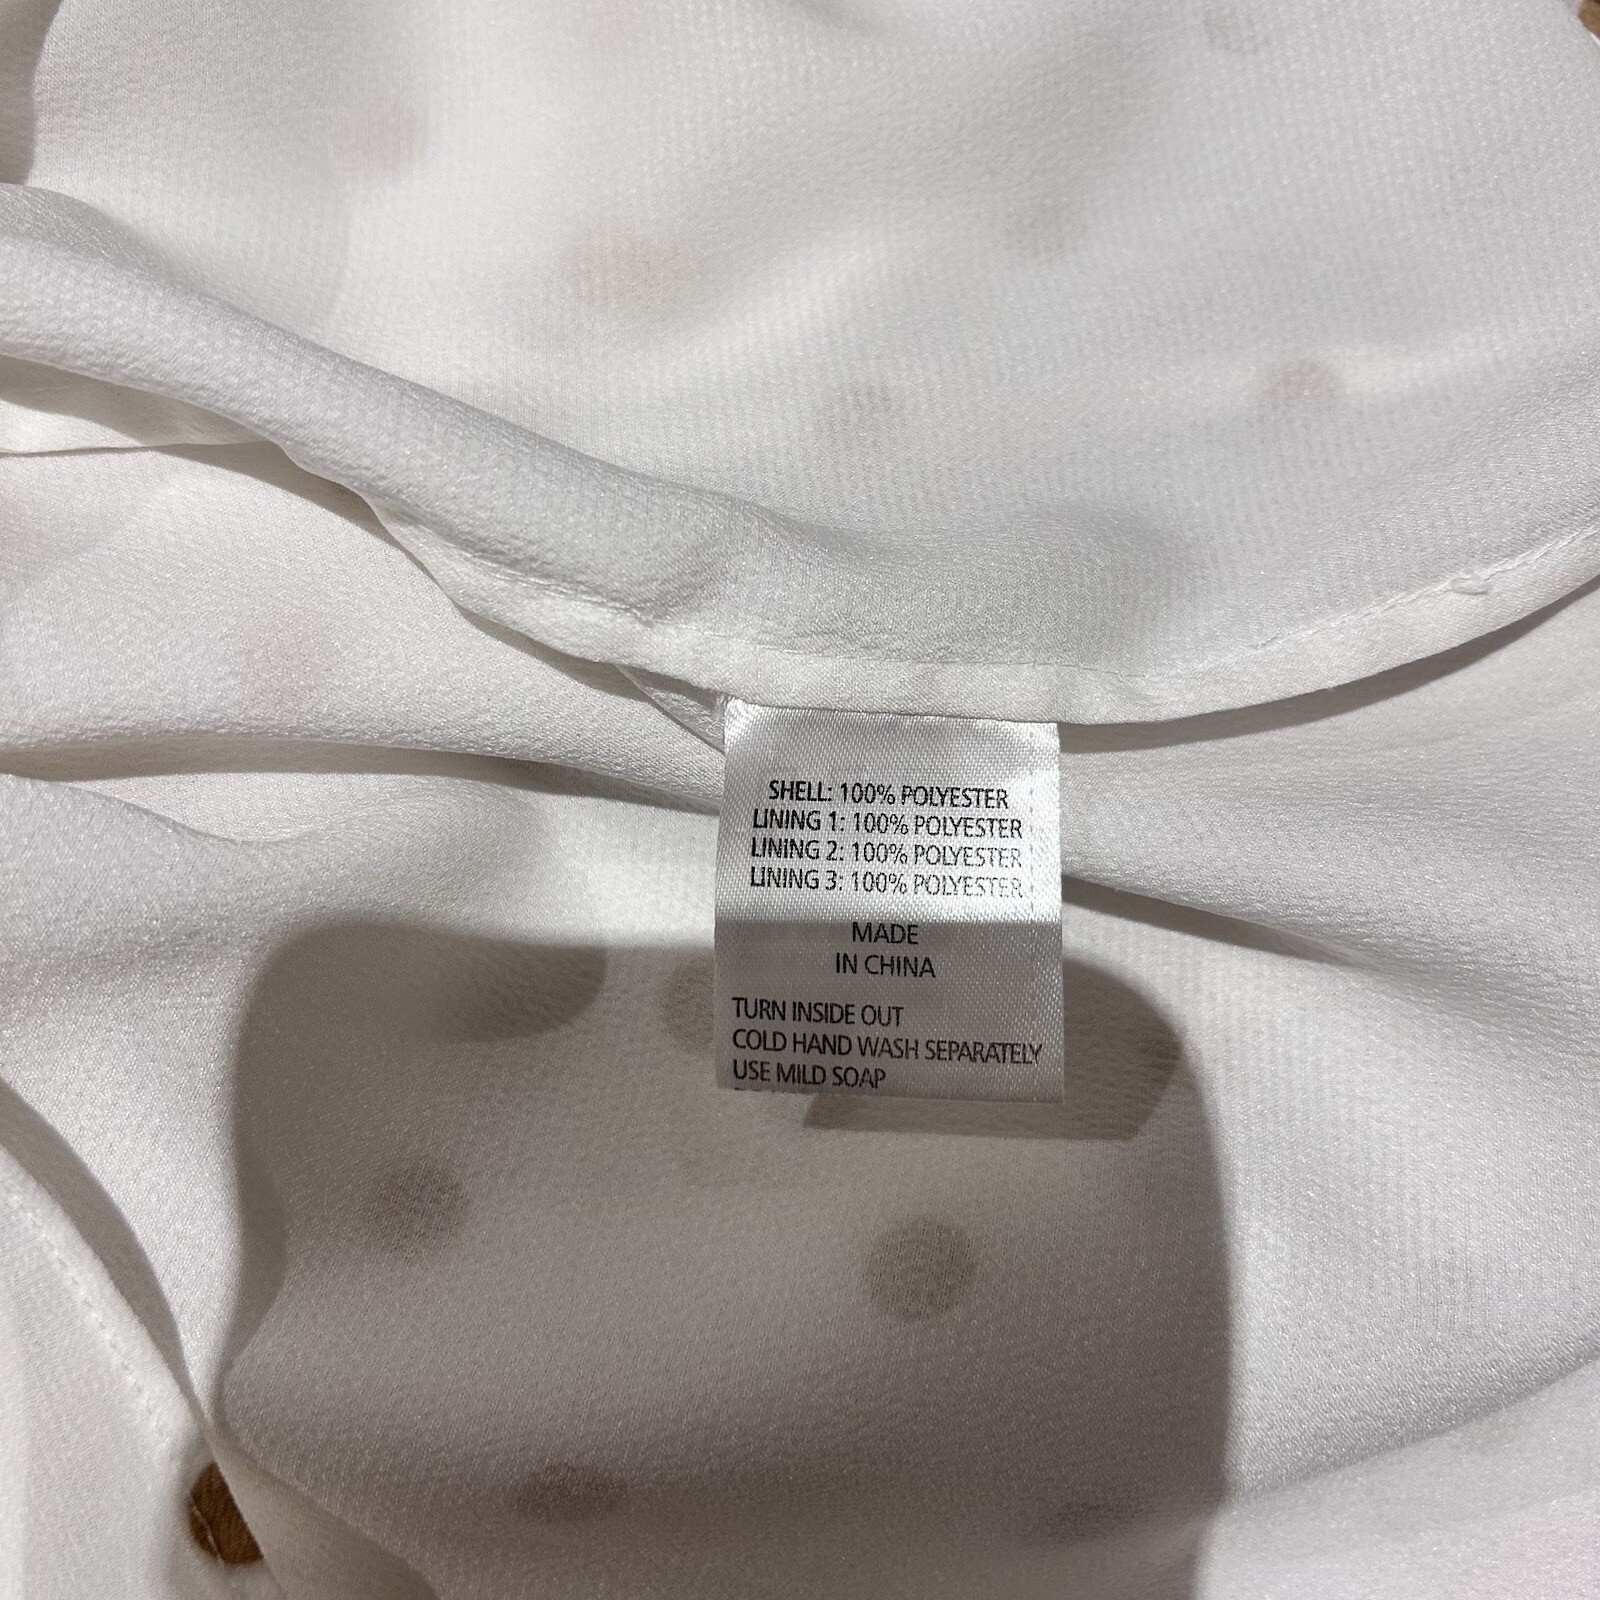 SHELL: 100% POLYESTER
LINING 1: 100% POLYESTER
LINING 2: 100% POLYESTER
LINING 3: 100% POLYESTER
MADE
IN CHINA
TURN INSIDE OUT
COLD HAND WASH SEPARATELY
USE MILD SOAP